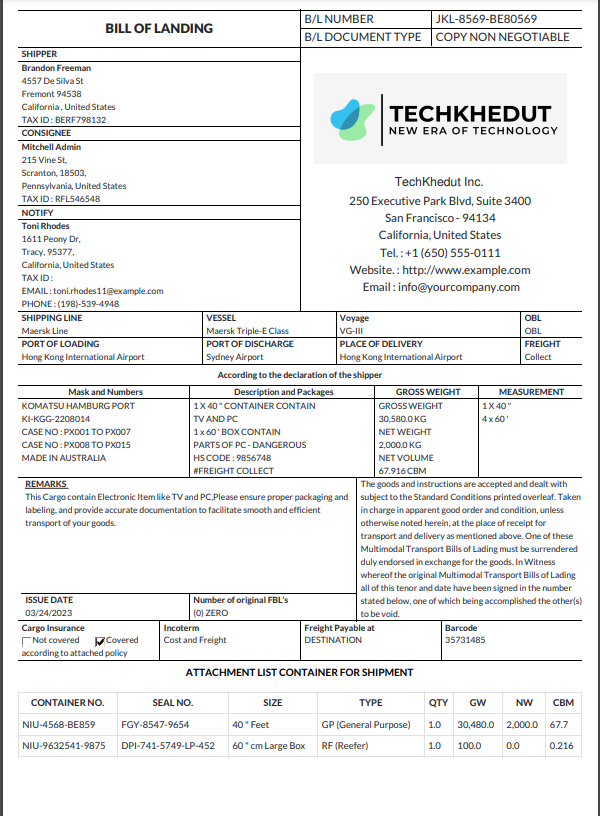 BILL OF LANDING
B/L NUMBER JKL-8569-BE80569
B/L DOCUMENT TYPE COPY NON NEGOTIABLE
SHIPPER
Brandon Freeman
4557 De Silva St
Fremont 94538
California , United States
TAX ID : BERF798132
CONSIGNEE
Mitchell Admin
215 Vine St,
Scranton, 18503,
Pennsylvania, United States
TAX ID : RFL546548
NOTIFY
Toni Rhodes
1611 Peony Dr,
Tracy, 95377,
California, United States
TAX ID :
EMAIL : toni.rhodes11@example.com
PHONE : (198)-539-4948
TECHKHEDUT
NEW ERA OF TECHNOLOGY
TechKhedut Inc.
250 Executive Park Blvd, Suite 3400
San Francisco - 94134
California, United States
Tel. : +1 (650) 555-0111
Website. : http://www.example.com
Email : info@yourcompany.com
SHIPPING LINE VESSEL Voyage OBL
Maersk Line Maersk Triple-E Class VG-III OBL
PORT OF LOADING PORT OF DISCHARGE PLACE OF DELIVERY FREIGHT
Hong Kong International Airport Sydney Airport Hong Kong International Airport Collect
According to the declaration of the shipper
Mask and Numbers Description and Packages GROSS WEIGHT MEASUREMENT
KOMATSU HAMBURG PORT 1 X 40 " CONTAINER CONTAIN GROSS WEIGHT 1 X 40 "
KI-KGG-2208014 TV AND PC 30,580.0 KG 4 x 60 '
CASE NO : PX001 TO PX007 1 x 60 ' BOX CONTAIN NET WEIGHT
CASE NO : PX008 TO PX015 PARTS OF PC - DANGEROUS 2,000.0 KG
MADE IN AUSTRALIA HS CODE : 9856748 NET VOLUME
#FREIGHT COLLECT 67.916 CBM
REMARKS
This Cargo contain Electronic Item like TV and PC,Please ensure proper packaging and
labeling, and provide accurate documentation to facilitate smooth and efficient
transport of your goods.
The goods and instructions are accepted and dealt with
subject to the Standard Conditions printed overleaf. Taken
in charge in apparent good order and condition, unless
otherwise noted herein, at the place of receipt for
transport and delivery as mentioned above. One of these
Multimodal Transport Bills of Lading must be surrendered
duly endorsed in exchange for the goods. In Witness
whereof the original Multimodal Transport Bills of Lading
all of this tenor and date have been signed in the number
stated below, one of which being accomplished the other(s)
to be void.
ISSUE DATE Number of original FBL's
03/24/2023 (0) ZERO
Cargo Insurance Incoterm Freight Payable at Barcode
Not covered Covered Cost and Freight DESTINATION 35731485
according to attached policy
ATTACHMENT LIST CONTAINER FOR SHIPMENT
CONTAINER NO. SEAL NO. SIZE TYPE QTY GW NW CBM
NIU-4568-BE859 FGY-8547-9654 40 " Feet GP (General Purpose) 1.0 30,480.0 2,000.0 67.7
NIU-9632541-9875 DPI-741-5749-LP-452 60 " cm Large Box RF (Reefer) 1.0 100.0 0.0 0.216